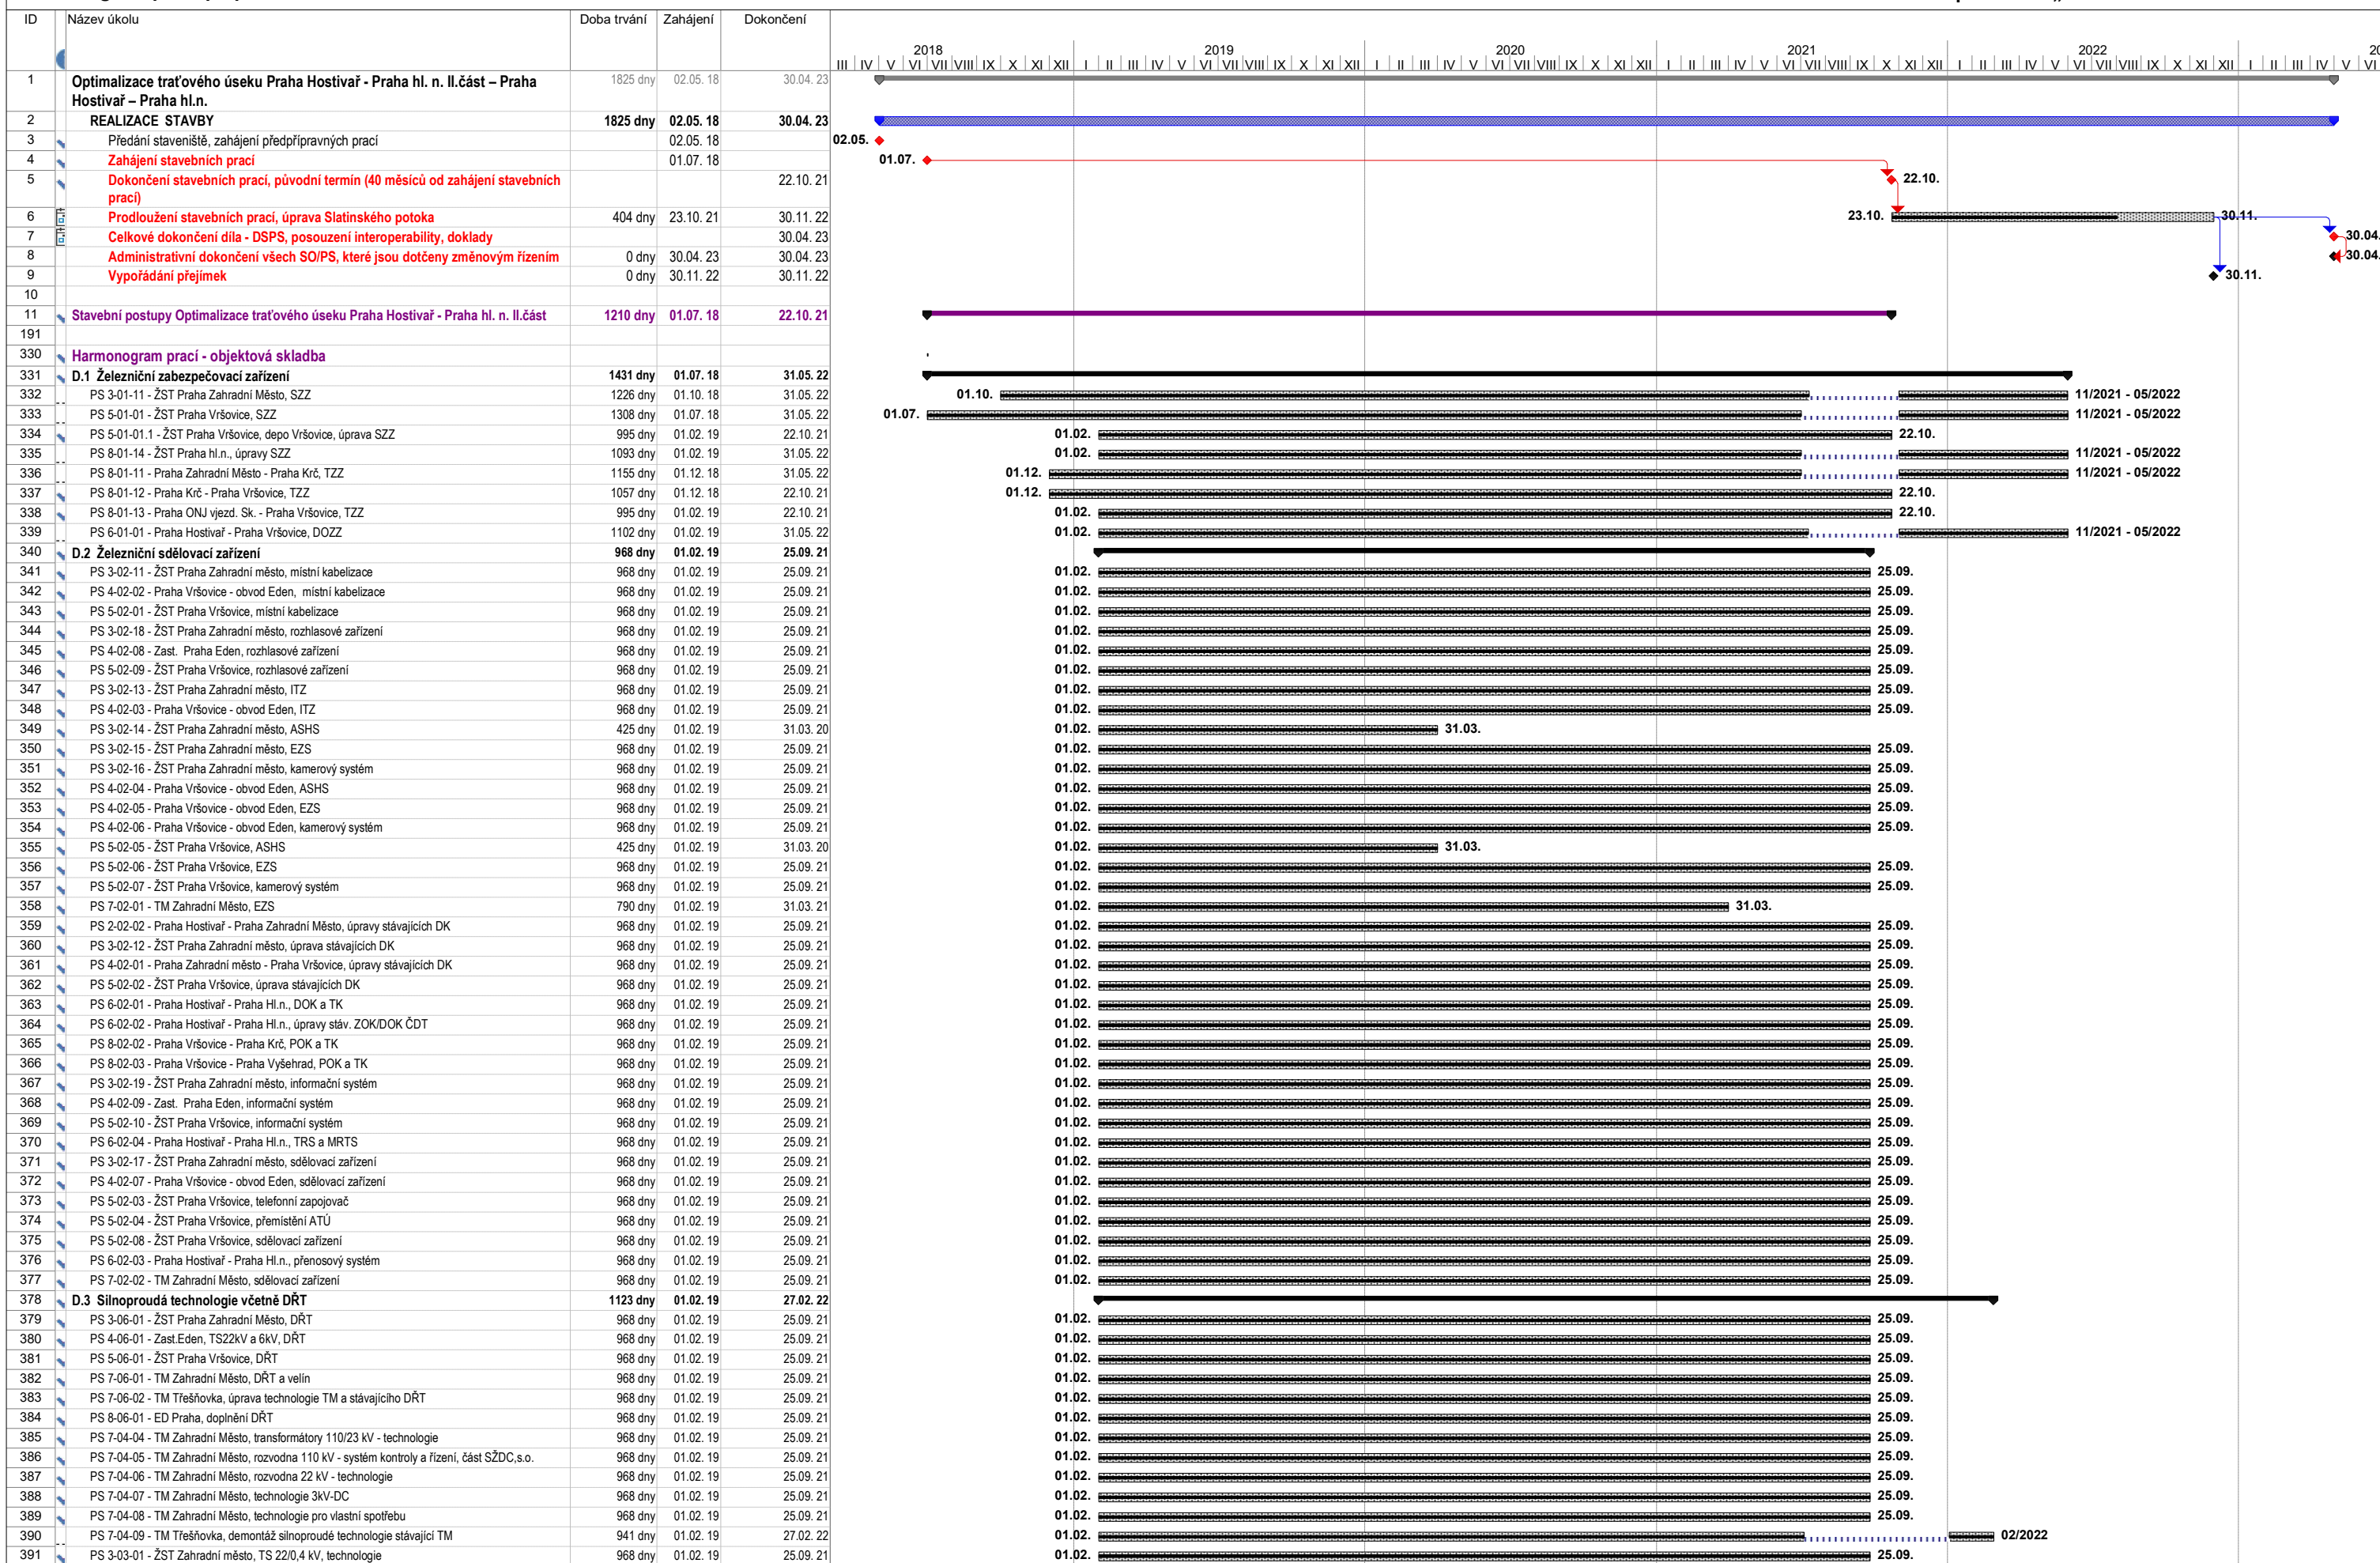 ID Název úkolu Doba trvání Zahájení Dokončení
2018 2019 2020 2021 2022
III IV V VI VII VIII IX X XI XII I II III IV V VI VII VIII IX X XI XII I II III IV V VI VII VIII IX X XI XII I II III IV V VI VII VIII IX X XI XII I II III IV V VI VII VIII IX X XI XII I II III IV V VI
1 Optimalizace traťového úseku Praha Hostivař - Praha hl. n. II.část – Praha 1825 dny 02.05. 18 30.04. 23
Hostivař – Praha hl.n.
2 REALIZACE STAVBY 1825 dny 02.05. 18 30.04. 23
3 Předání staveniště, zahájení předpřípravných prací 02.05. 18 02.05.
4 Zahájení stavebních prací 01.07. 18 01.07.
5 Dokončení stavebních prací, původní termín (40 měsíců od zahájení stavebních 22.10. 21 22.10.
prací)
6 Prodloužení stavebních prací, úprava Slatinského potoka 404 dny 23.10. 21 30.11. 22 23.10. 30.11.
7 Celkové dokončení díla - DSPS, posouzení interoperability, doklady 30.04. 23 30.04.
8 Administrativní dokončení všech SO/PS, které jsou dotčeny změnovým řízením 0 dny 30.04. 23 30.04. 23 30.04.
9 Vypořádání přejímek 0 dny 30.11. 22 30.11. 22 30.11.
10
11 Stavební postupy Optimalizace traťového úseku Praha Hostivař - Praha hl. n. II.část 1210 dny 01.07. 18 22.10. 21
191
330 Harmonogram prací - objektová skladba
331 D.1 Železniční zabezpečovací zařízení 1431 dny 01.07. 18 31.05. 22
332 PS 3-01-11 - ŽST Praha Zahradní Město, SZZ 1226 dny 01.10. 18 31.05. 22 01.10. 11/2021 - 05/2022
333 PS 5-01-01 - ŽST Praha Vršovice, SZZ 1308 dny 01.07. 18 31.05. 22 01.07. 11/2021 - 05/2022
334 PS 5-01-01.1 - ŽST Praha Vršovice, depo Vršovice, úprava SZZ 995 dny 01.02. 19 22.10. 21 01.02. 22.10.
335 PS 8-01-14 - ŽST Praha hl.n., úpravy SZZ 1093 dny 01.02. 19 31.05. 22 01.02. 11/2021 - 05/2022
336 PS 8-01-11 - Praha Zahradní Město - Praha Krč, TZZ 1155 dny 01.12. 18 31.05. 22 01.12. 11/2021 - 05/2022
337 PS 8-01-12 - Praha Krč - Praha Vršovice, TZZ 1057 dny 01.12. 18 22.10. 21 01.12. 22.10.
338 PS 8-01-13 - Praha ONJ vjezd. Sk. - Praha Vršovice, TZZ 995 dny 01.02. 19 22.10. 21 01.02. 22.10.
339 PS 6-01-01 - Praha Hostivař - Praha Vršovice, DOZZ 1102 dny 01.02. 19 31.05. 22 01.02. 11/2021 - 05/2022
340 D.2 Železniční sdělovací zařízení 968 dny 01.02. 19 25.09. 21
341 PS 3-02-11 - ŽST Praha Zahradní město, místní kabelizace 968 dny 01.02. 19 25.09. 21 01.02. 25.09.
342 PS 4-02-02 - Praha Vršovice - obvod Eden, místní kabelizace 968 dny 01.02. 19 25.09. 21 01.02. 25.09.
343 PS 5-02-01 - ŽST Praha Vršovice, místní kabelizace 968 dny 01.02. 19 25.09. 21 01.02. 25.09.
344 PS 3-02-18 - ŽST Praha Zahradní město, rozhlasové zařízení 968 dny 01.02. 19 25.09. 21 01.02. 25.09.
345 PS 4-02-08 - Zast. Praha Eden, rozhlasové zařízení 968 dny 01.02. 19 25.09. 21 01.02. 25.09.
346 PS 5-02-09 - ŽST Praha Vršovice, rozhlasové zařízení 968 dny 01.02. 19 25.09. 21 01.02. 25.09.
347 PS 3-02-13 - ŽST Praha Zahradní město, ITZ 968 dny 01.02. 19 25.09. 21 01.02. 25.09.
348 PS 4-02-03 - Praha Vršovice - obvod Eden, ITZ 968 dny 01.02. 19 25.09. 21 01.02. 25.09.
349 PS 3-02-14 - ŽST Praha Zahradní město, ASHS 425 dny 01.02. 19 31.03. 20 01.02. 31.03.
350 PS 3-02-15 - ŽST Praha Zahradní město, EZS 968 dny 01.02. 19 25.09. 21 01.02. 25.09.
351 PS 3-02-16 - ŽST Praha Zahradní město, kamerový systém 968 dny 01.02. 19 25.09. 21 01.02. 25.09.
352 PS 4-02-04 - Praha Vršovice - obvod Eden, ASHS 968 dny 01.02. 19 25.09. 21 01.02. 25.09.
353 PS 4-02-05 - Praha Vršovice - obvod Eden, EZS 968 dny 01.02. 19 25.09. 21 01.02. 25.09.
354 PS 4-02-06 - Praha Vršovice - obvod Eden, kamerový systém 968 dny 01.02. 19 25.09. 21 01.02. 25.09.
355 PS 5-02-05 - ŽST Praha Vršovice, ASHS 425 dny 01.02. 19 31.03. 20 01.02. 31.03.
356 PS 5-02-06 - ŽST Praha Vršovice, EZS 968 dny 01.02. 19 25.09. 21 01.02. 25.09.
357 PS 5-02-07 - ŽST Praha Vršovice, kamerový systém 968 dny 01.02. 19 25.09. 21 01.02. 25.09.
358 PS 7-02-01 - TM Zahradní Město, EZS 790 dny 01.02. 19 31.03. 21 01.02. 31.03.
359 PS 2-02-02 - Praha Hostivař - Praha Zahradní Město, úpravy stávajících DK 968 dny 01.02. 19 25.09. 21 01.02. 25.09.
360 PS 3-02-12 - ŽST Praha Zahradní město, úprava stávajících DK 968 dny 01.02. 19 25.09. 21 01.02. 25.09.
361 PS 4-02-01 - Praha Zahradní město - Praha Vršovice, úpravy stávajících DK 968 dny 01.02. 19 25.09. 21 01.02. 25.09.
362 PS 5-02-02 - ŽST Praha Vršovice, úprava stávajících DK 968 dny 01.02. 19 25.09. 21 01.02. 25.09.
363 PS 6-02-01 - Praha Hostivař - Praha Hl.n., DOK a TK 968 dny 01.02. 19 25.09. 21 01.02. 25.09.
364 PS 6-02-02 - Praha Hostivař - Praha Hl.n., úpravy stáv. ZOK/DOK ČDT 968 dny 01.02. 19 25.09. 21 01.02. 25.09.
365 PS 8-02-02 - Praha Vršovice - Praha Krč, POK a TK 968 dny 01.02. 19 25.09. 21 01.02. 25.09.
366 PS 8-02-03 - Praha Vršovice - Praha Vyšehrad, POK a TK 968 dny 01.02. 19 25.09. 21 01.02. 25.09.
367 PS 3-02-19 - ŽST Praha Zahradní město, informační systém 968 dny 01.02. 19 25.09. 21 01.02. 25.09.
368 PS 4-02-09 - Zast. Praha Eden, informační systém 968 dny 01.02. 19 25.09. 21 01.02. 25.09.
369 PS 5-02-10 - ŽST Praha Vršovice, informační systém 968 dny 01.02. 19 25.09. 21 01.02. 25.09.
370 PS 6-02-04 - Praha Hostivař - Praha Hl.n., TRS a MRTS 968 dny 01.02. 19 25.09. 21 01.02. 25.09.
371 PS 3-02-17 - ŽST Praha Zahradní město, sdělovací zařízení 968 dny 01.02. 19 25.09. 21 01.02. 25.09.
372 PS 4-02-07 - Praha Vršovice - obvod Eden, sdělovací zařízení 968 dny 01.02. 19 25.09. 21 01.02. 25.09.
373 PS 5-02-03 - ŽST Praha Vršovice, telefonní zapojovač 968 dny 01.02. 19 25.09. 21 01.02. 25.09.
374 PS 5-02-04 - ŽST Praha Vršovice, přemístění ATÚ 968 dny 01.02. 19 25.09. 21 01.02. 25.09.
375 PS 5-02-08 - ŽST Praha Vršovice, sdělovací zařízení 968 dny 01.02. 19 25.09. 21 01.02. 25.09.
376 PS 6-02-03 - Praha Hostivař - Praha Hl.n., přenosový systém 968 dny 01.02. 19 25.09. 21 01.02. 25.09.
377 PS 7-02-02 - TM Zahradní Město, sdělovací zařízení 968 dny 01.02. 19 25.09. 21 01.02. 25.09.
378 D.3 Silnoproudá technologie včetně DŘT 1123 dny 01.02. 19 27.02. 22
379 PS 3-06-01 - ŽST Praha Zahradní Město, DŘT 968 dny 01.02. 19 25.09. 21 01.02. 25.09.
380 PS 4-06-01 - Zast.Eden, TS22kV a 6kV, DŘT 968 dny 01.02. 19 25.09. 21 01.02. 25.09.
381 PS 5-06-01 - ŽST Praha Vršovice, DŘT 968 dny 01.02. 19 25.09. 21 01.02. 25.09.
382 PS 7-06-01 - TM Zahradní Město, DŘT a velín 968 dny 01.02. 19 25.09. 21 01.02. 25.09.
383 PS 7-06-02 - TM Třešňovka, úprava technologie TM a stávajícího DŘT 968 dny 01.02. 19 25.09. 21 01.02. 25.09.
384 PS 8-06-01 - ED Praha, doplnění DŘT 968 dny 01.02. 19 25.09. 21 01.02. 25.09.
385 PS 7-04-04 - TM Zahradní Město, transformátory 110/23 kV - technologie 968 dny 01.02. 19 25.09. 21 01.02. 25.09.
386 PS 7-04-05 - TM Zahradní Město, rozvodna 110 kV - systém kontroly a řízení, část SŽDC,s.o. 968 dny 01.02. 19 25.09. 21 01.02. 25.09.
387 PS 7-04-06 - TM Zahradní Město, rozvodna 22 kV - technologie 968 dny 01.02. 19 25.09. 21 01.02. 25.09.
388 PS 7-04-07 - TM Zahradní Město, technologie 3kV-DC 968 dny 01.02. 19 25.09. 21 01.02. 25.09.
389 PS 7-04-08 - TM Zahradní Město, technologie pro vlastní spotřebu 968 dny 01.02. 19 25.09. 21 01.02. 25.09.
390 PS 7-04-09 - TM Třešňovka, demontáž silnoproudé technologie stávající TM 941 dny 01.02. 19 27.02. 22 01.02. 02/2022
391 PS 3-03-01 - ŽST Zahradní město, TS 22/0,4 kV, technologie 968 dny 01.02. 19 25.09. 21 01.02. 25.09.